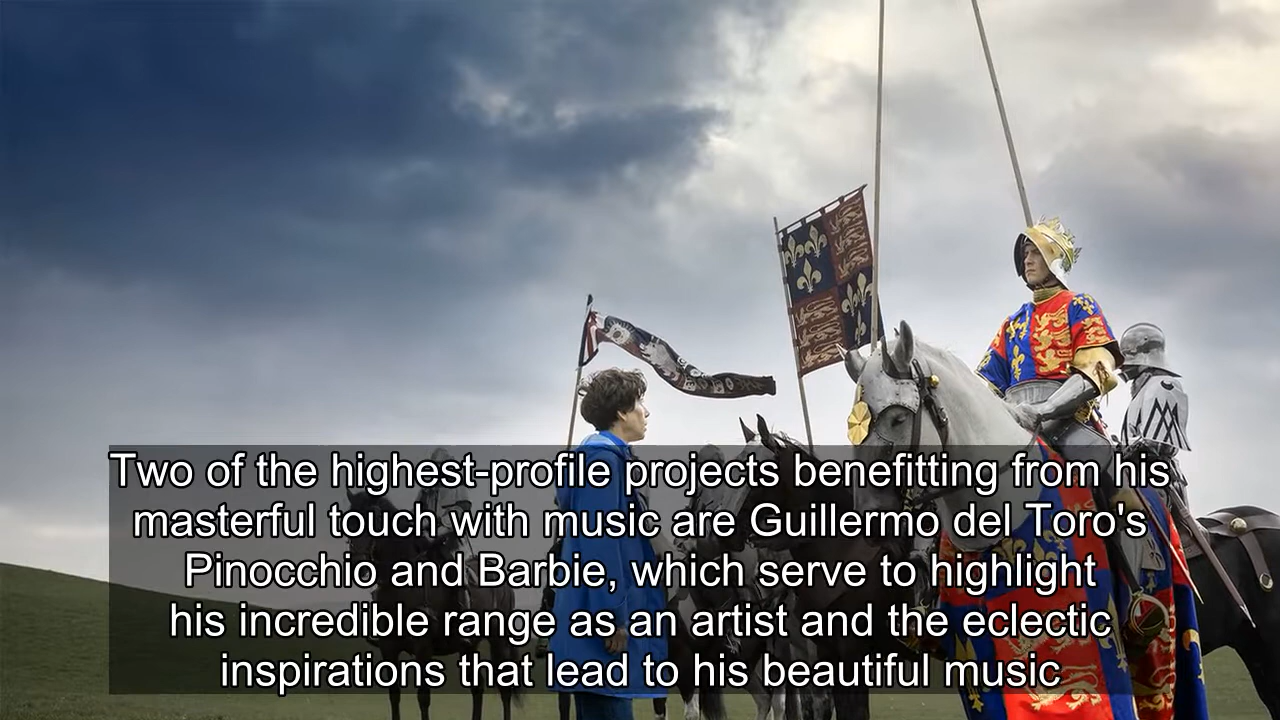 Two of the highest-profile projects benefitting from his
masterful touch with music are Guillermo del Toro's
Pinocchio and Barbie, which serve to highlight
his incredible range as an artist and the eclectic
inspirations that lead to his beautiful music